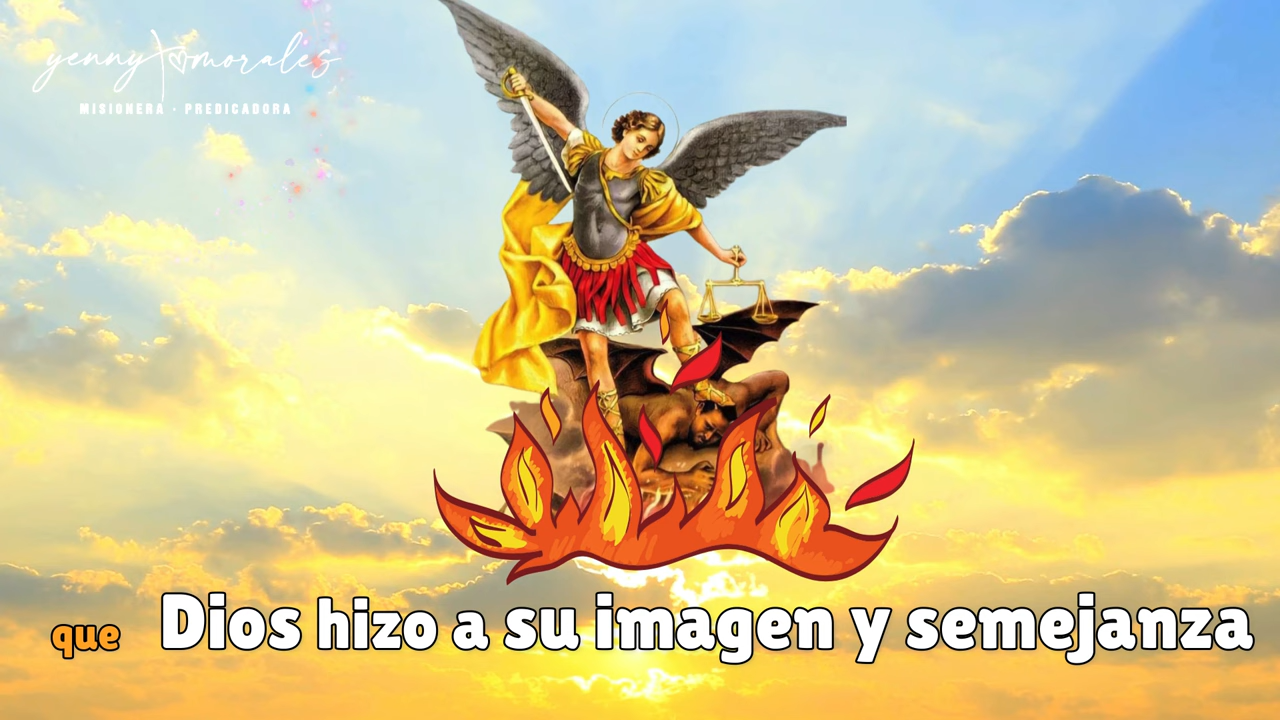 yenny morales
MISIONERA • PREDICADORA
que Dios hizo a su imagen y semejanza